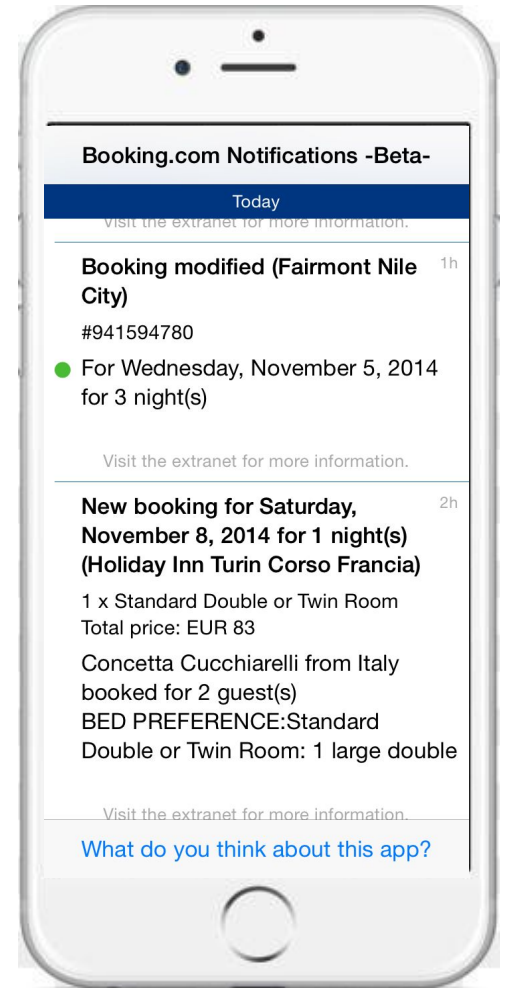 Booking.com Notifications -Beta-
Today
Visit the extranet for more information.
Booking modified (Fairmont Nile
1h
City)
#941594780
For Wednesday, November 5, 2014
for 3 night(s)
Visit the extranet for more information.
New booking for Saturday,
2h
November 8, 2014 for 1 night(s)
(Holiday Inn Turin Corso Francia)
1 x Standard Double or Twin Room
Total price: EUR 83
Concetta Cucchiarelli from Italy
booked for 2 guest(s)
BED PREFERENCE:Standard
Double or Twin Room: 1 large double
Visit the extranet for more information.
What do you think about this app?